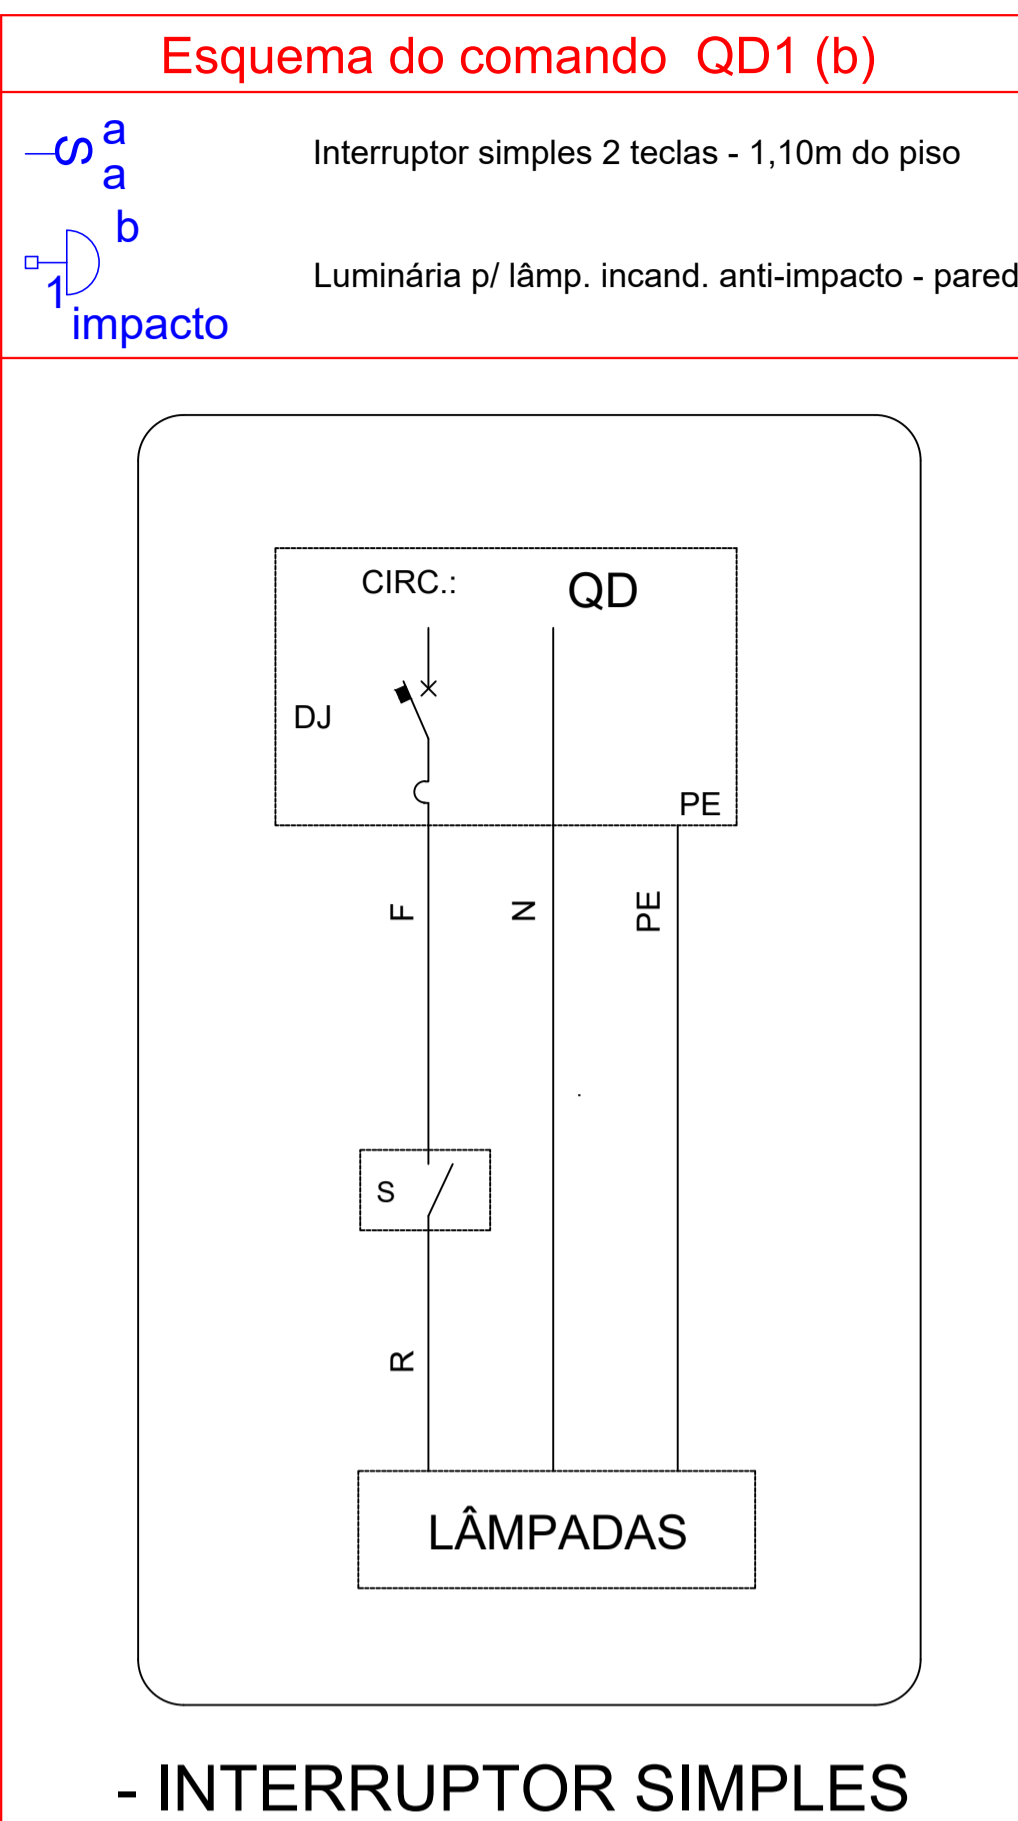 Esquema do comando QD1 (b)
S a
a
Interruptor simples 2 teclas - 1,10m do piso
b
1
impacto
Luminária p/ lâmp. incand. anti-impacto - pared
CIRC.:
QD
DJ
PE
F
N
PE
S
R
LÂMPADAS
- INTERRUPTOR SIMPLES